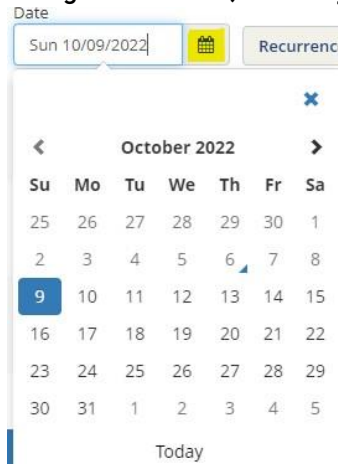 Date
Sun 10/09/2022 Recurrenc
October 2022
Su Mo Tu We Th Fr Sa
25 26 27 28 29 30 1
2 3 4 5 6 7 8
9 10 11 12 13 14 15
16 17 18 19 20 21 22
23 24 25 26 27 28 29
30 31 1 2 3 4 5
Today